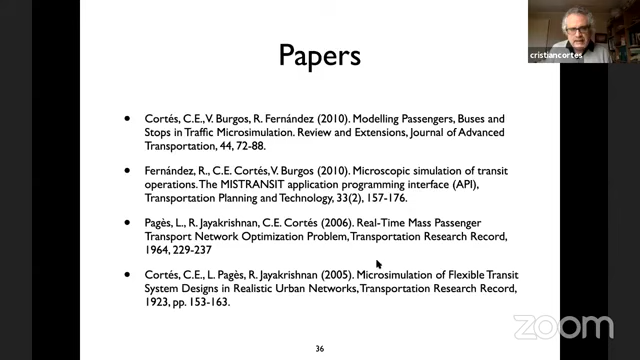 Papers
cristiancortes
• Cortés, C.E., V. Burgos, R. Fernández (2010). Modelling Passengers, Buses and
Stops in Traffic Microsimulation. Review and Extensions, Journal of Advanced
Transportation, 44, 72-88.
• Fernández, R., C.E. Cortés, V. Burgos (2010). Microscopic simulation of transit
operations. The MISTRANSIT application programming interface (API),
Transportation Planning and Technology, 33(2), 157-176.
• Pagès, L., R. Jayakrishnan, C.E. Cortés (2006). Real-Time Mass Passenger
Transport Network Optimization Problem, Transportation Research Record,
1964, 229-237
• Cortés, C.E., L. Pagès, R. Jayakrishnan (2005). Microsimulation of Flexible Transit
System Designs in Realistic Urban Networks, Transportation Research Record,
1923, pp. 153-163.
zoom
36